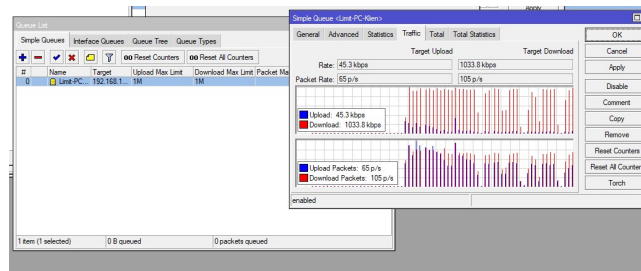 Apply
Queue List
Simple Queues Interface Queues Queue Tree Queue Types
00 Reset Counters 00 Reset All Counters
# Name Target Upload Max Limit Download Max Limit Packet Ma
0 Limit-PC... 192.168.1... 1M 1M
1 item (1 selected) 0 B queued 0 packets queued
Simple Queue <Limit-PC-Klien>
General Advanced Statistics Traffic Total Total Statistics
Target Upload Target Download
Rate: 45.3 kbps 1033.8 kbps
Packet Rate: 65 p/s 105 p/s
Upload: 45.3 kbps
Download: 1033.8 kbps
Upload Packets: 65 p/s
Download Packets: 105 p/s
enabled
OK
Cancel
Apply
Disable
Comment
Copy
Remove
Reset Counters
Reset All Counter
Torch